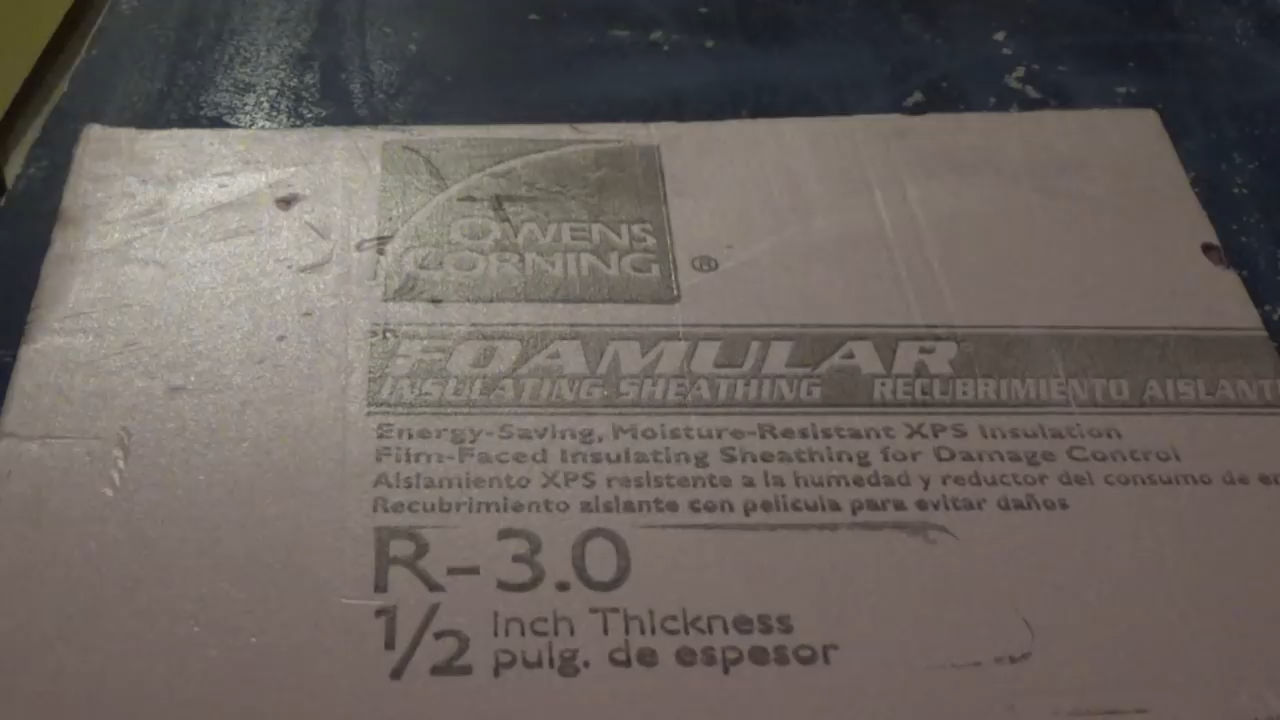 OWENS
CORNING ®
FOAMULAR
INSULATING SHEATHING RECUBRIMIENTO AISLANT
Energy-Saving, Moisture-Resistant XPS Insulation
Film-Faced Insulating Sheathing for Damage Control
Aislamiento XPS resistente a la humedad y reductor del consumo de en
Recubrimiento aislante con película para evitar daños
R-3.0
1/2 Inch Thickness
pulg. de espesor